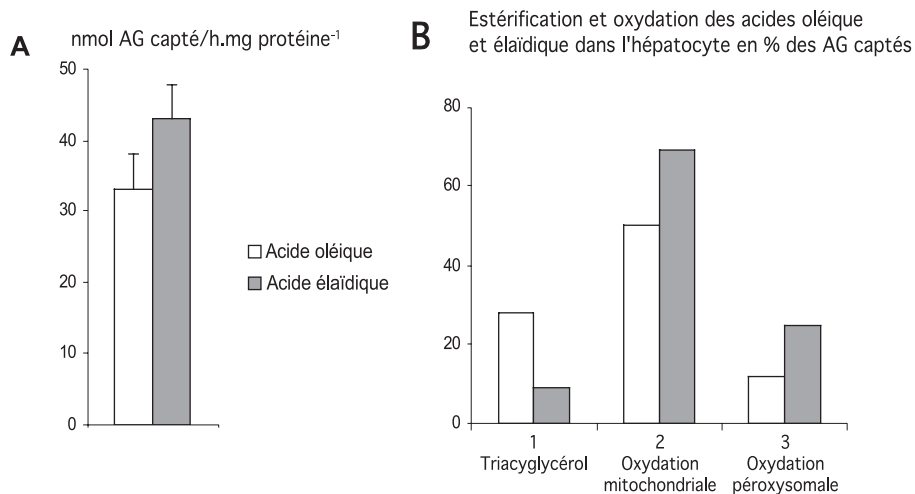 A
nmol AG capté/h.mg protéine⁻¹
50
40
30
20
10
0
Acide oléique
Acide élaïdique
B
Estérification et oxydation des acides oléique
et élaïdique dans l'hépatocyte en % des AG captés
80
60
40
20
0
1
Triacyglycérol
2
Oxydation
mitochondriale
3
Oxydation
péroxysomale